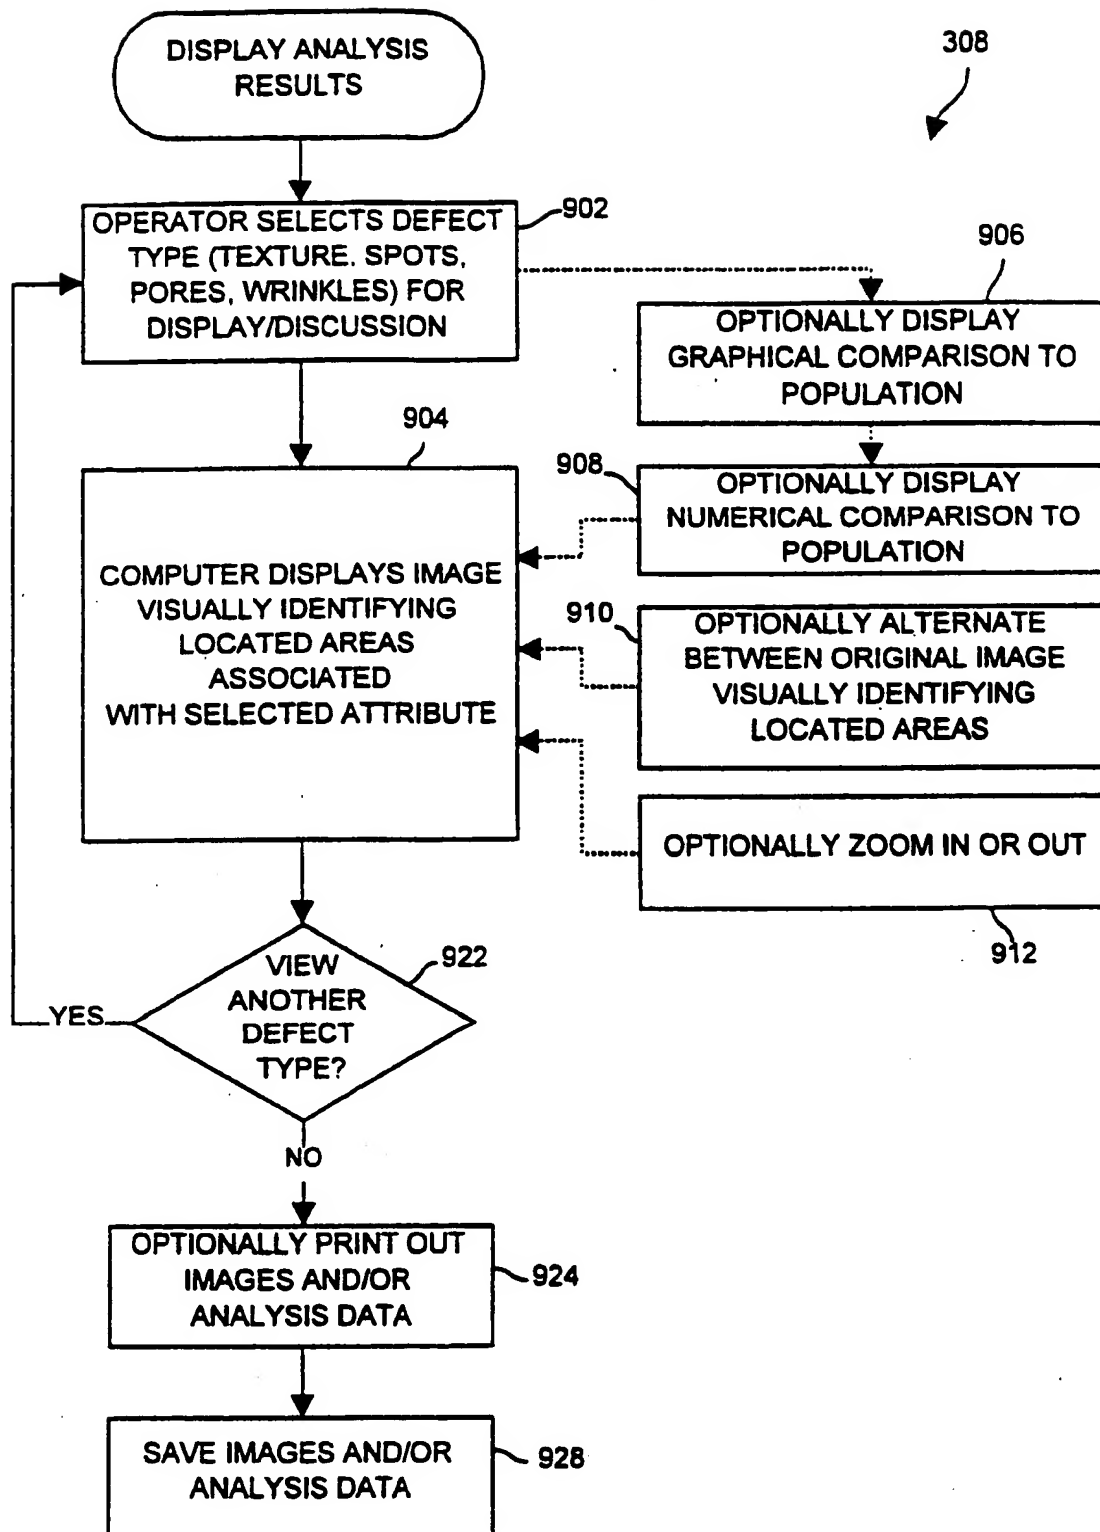 DISPLAY ANALYSIS
RESULTS
308
OPERATOR SELECTS DEFECT
TYPE (TEXTURE. SPOTS,
PORES, WRINKLES) FOR
DISPLAY/DISCUSSION
902
906
OPTIONALLY DISPLAY
GRAPHICAL COMPARISON TO
POPULATION
904
908
OPTIONALLY DISPLAY
NUMERICAL COMPARISON TO
POPULATION
COMPUTER DISPLAYS IMAGE
VISUALLY IDENTIFYING
LOCATED AREAS
ASSOCIATED
WITH SELECTED ATTRIBUTE
910
OPTIONALLY ALTERNATE
BETWEEN ORIGINAL IMAGE
VISUALLY IDENTIFYING
LOCATED AREAS
OPTIONALLY ZOOM IN OR OUT
912
VIEW
ANOTHER
DEFECT
TYPE?
922
YES
NO
OPTIONALLY PRINT OUT
IMAGES AND/OR
ANALYSIS DATA
924
SAVE IMAGES AND/OR
ANALYSIS DATA
928